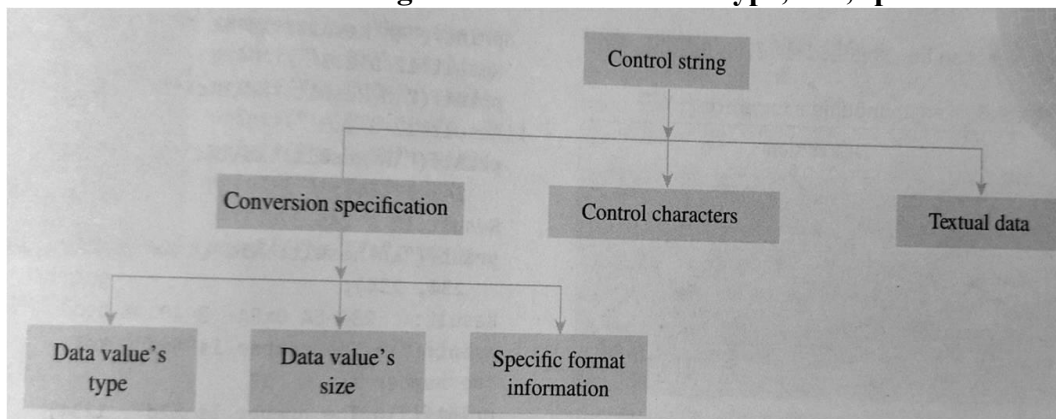 Control string
Conversion specification
Control characters
Textual data
Data value's
type
Data value's
size
Specific format
information